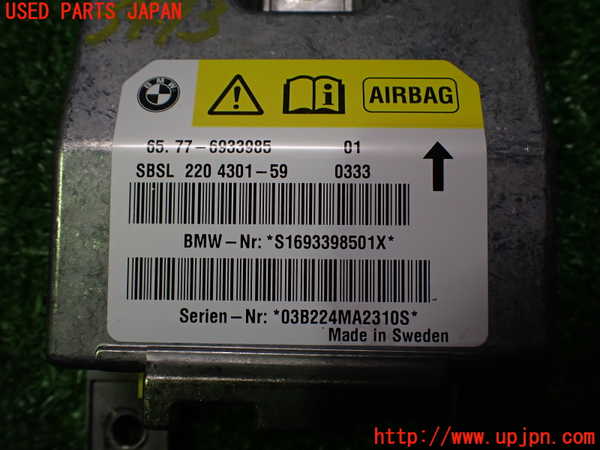 USED PARTS JAPAN
BMW
i
AIRBAG
65.77-6933985 01
SBSL 220 4301-59 0333
BMW-Nr: *S1693398501X*
Serien-Nr: *03B224MA2310S*
Made in Sweden
http://www.upjpn.com/